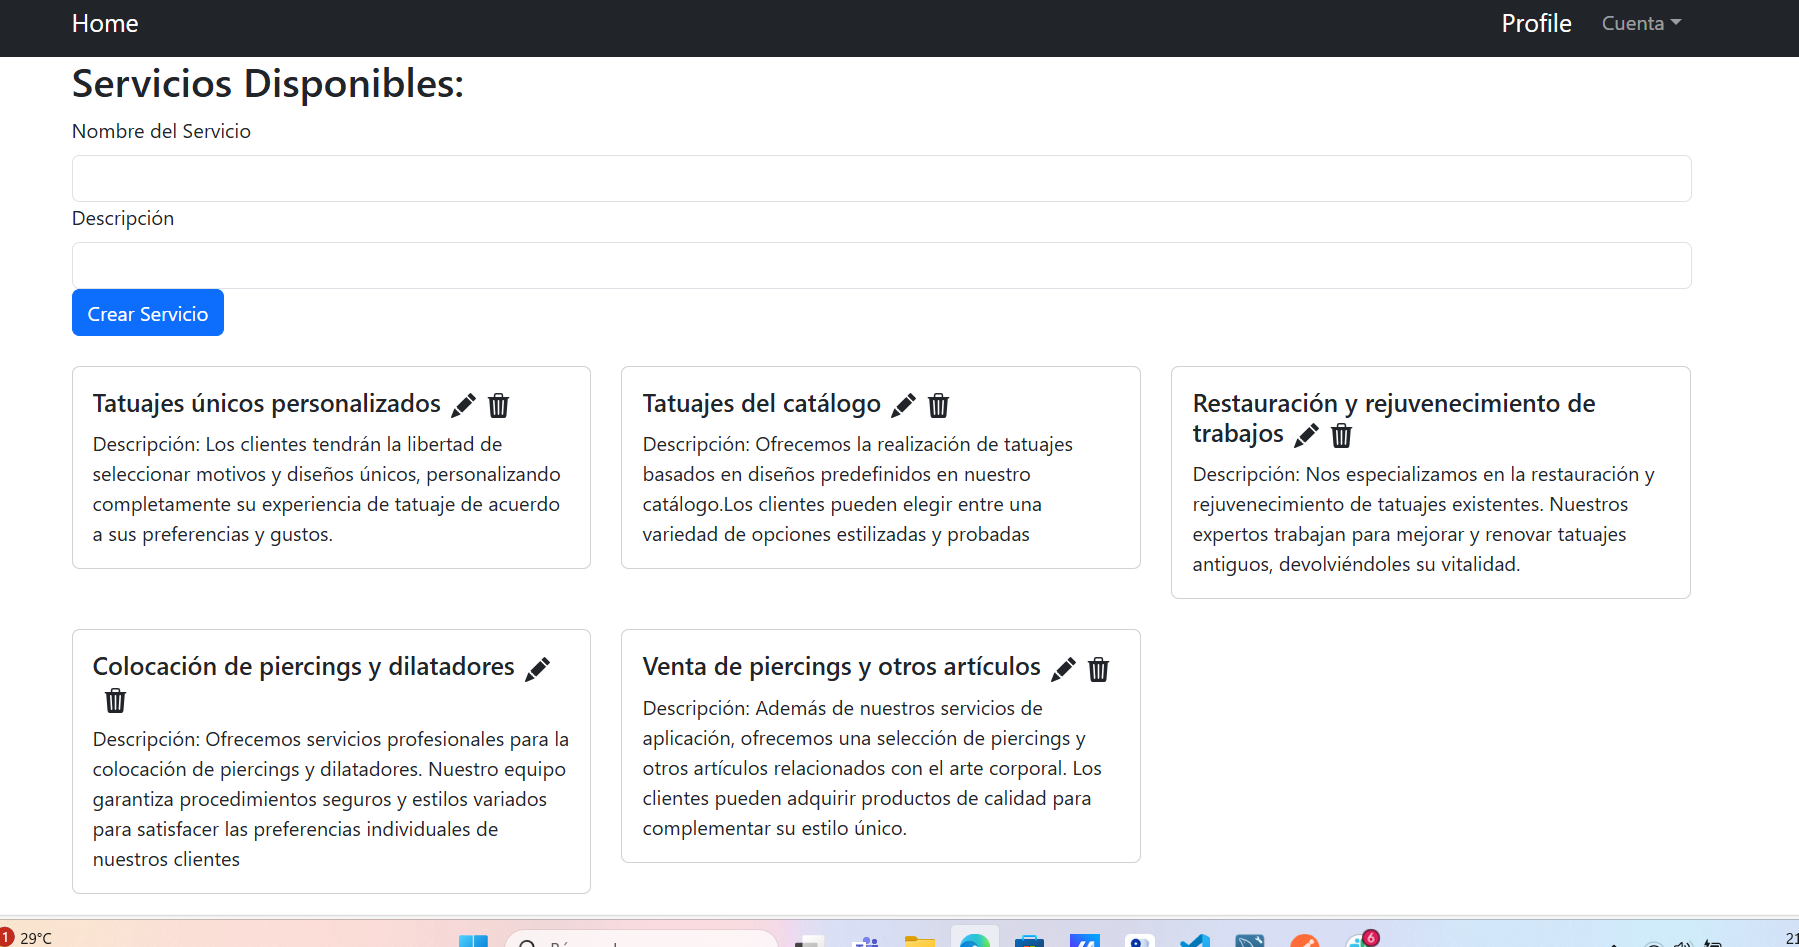 Home
Profile
Cuenta
Servicios Disponibles:
Nombre del Servicio
Descripción
Crear Servicio
Tatuajes únicos personalizados
Descripción: Los clientes tendrán la libertad de
seleccionar motivos y diseños únicos, personalizando
completamente su experiencia de tatuaje de acuerdo
a sus preferencias y gustos.
Tatuajes del catálogo
Descripción: Ofrecemos la realización de tatuajes
basados en diseños predefinidos en nuestro
catálogo.Los clientes pueden elegir entre una
variedad de opciones estilizadas y probadas
Restauración y rejuvenecimiento de
trabajos
Descripción: Nos especializamos en la restauración y
rejuvenecimiento de tatuajes existentes. Nuestros
expertos trabajan para mejorar y renovar tatuajes
antiguos, devolviéndoles su vitalidad.
Colocación de piercings y dilatadores
Descripción: Ofrecemos servicios profesionales para la
colocación de piercings y dilatadores. Nuestro equipo
garantiza procedimientos seguros y estilos variados
para satisfacer las preferencias individuales de
nuestros clientes
Venta de piercings y otros artículos
Descripción: Además de nuestros servicios de
aplicación, ofrecemos una selección de piercings y
otros artículos relacionados con el arte corporal. Los
clientes pueden adquirir productos de calidad para
complementar su estilo único.
1
29°C
6